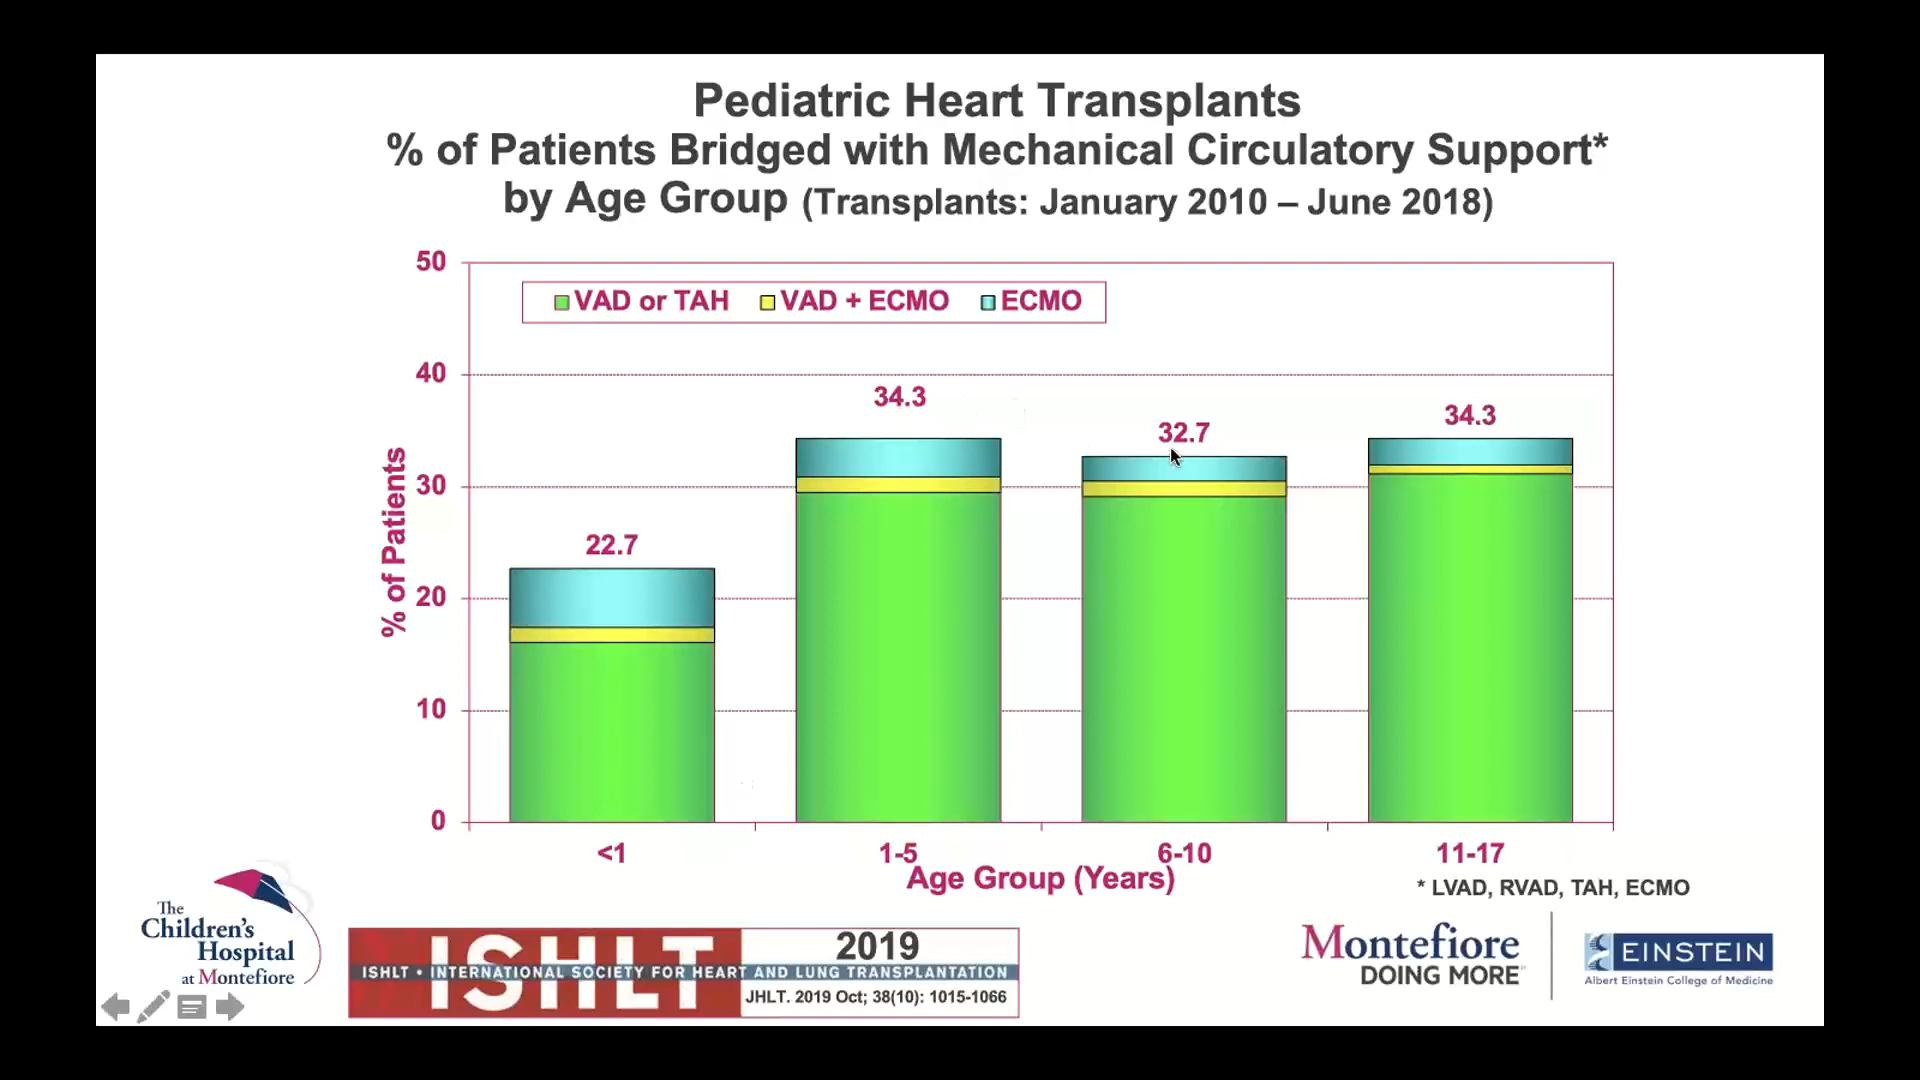 Pediatric Heart Transplants
% of Patients Bridged with Mechanical Circulatory Support*
by Age Group (Transplants: January 2010 – June 2018)
50
VAD or TAH VAD + ECMO ECMO
40
34.3
34.3
32.7
30
22.7
20
10
0
% of Patients
<1 1-5 6-10 11-17
Age Group (Years)
* LVAD, RVAD, TAH, ECMO
The
Children's
Hospital
at Montefiore
ISHLT
2019
ISHLT • INTERNATIONAL SOCIETY FOR HEART AND LUNG TRANSPLANTATION
JHLT. 2019 Oct; 38(10): 1015-1066
Montefiore
DOING MORE
EINSTEIN
Albert Einstein College of Medicine